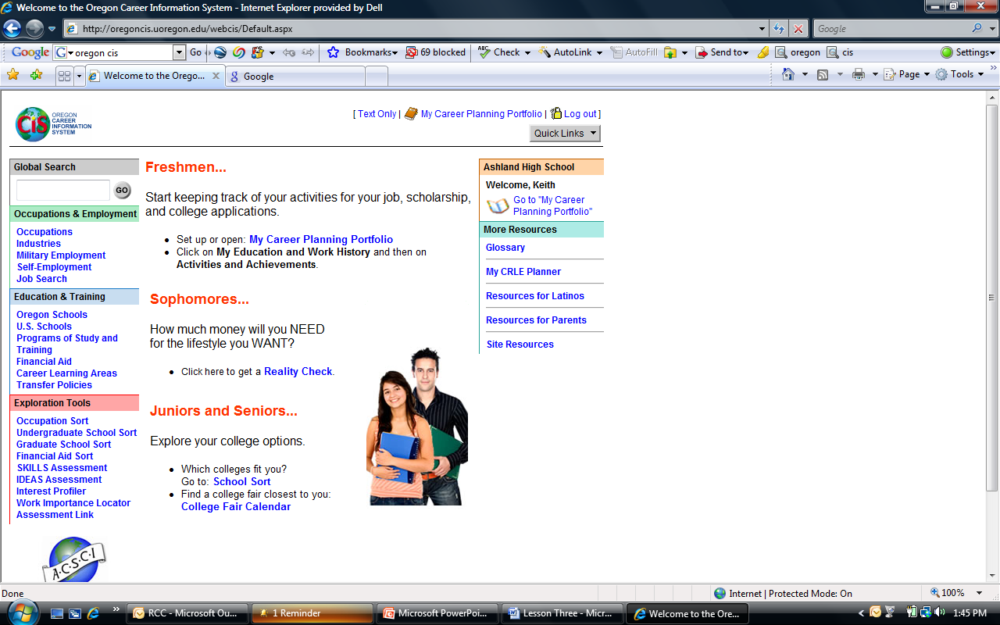 Welcome to the Oregon Career Information System - Internet Explorer provided by Dell
http://oregoncis.uoregon.edu/webcis/Default.aspx
Google
Google
G
oregon cis
Go
Bookmarks
69 blocked
ABC
Check
AutoLink
AutoFill
Send to
oregon
cis
Settings
Welcome to the Orego...
Google
Page
Tools
CIS
OREGON
CAREER
INFORMATION
SYSTEM
[ Text Only | My Career Planning Portfolio | Log out ]
Quick Links
Global Search
GO
Occupations & Employment
Occupations
Industries
Military Employment
Self-Employment
Job Search
Education & Training
Oregon Schools
U.S. Schools
Programs of Study and
Training
Financial Aid
Career Learning Areas
Transfer Policies
Exploration Tools
Occupation Sort
Undergraduate School Sort
Graduate School Sort
Financial Aid Sort
SKILLS Assessment
IDEAS Assessment
Interest Profiler
Work Importance Locator
Assessment Link
A·C·S·C·I
Freshmen...
Start keeping track of your activities for your job, scholarship,
and college applications.
Set up or open: My Career Planning Portfolio
Click on My Education and Work History and then on
Activities and Achievements.
Sophomores...
How much money will you NEED
for the lifestyle you WANT?
Click here to get a Reality Check.
Juniors and Seniors...
Explore your college options.
Which colleges fit you?
Go to: School Sort
Find a college fair closest to you:
College Fair Calendar
Ashland High School
Welcome, Keith
Go to "My Career
Planning Portfolio"
More Resources
Glossary
My CRLE Planner
Resources for Latinos
Resources for Parents
Site Resources
Done
Internet | Protected Mode: On
100%
RCC - Microsoft Ou...
1 Reminder
Microsoft PowerPoi...
Lesson Three - Micr...
Welcome to the Ore...
1:45 PM